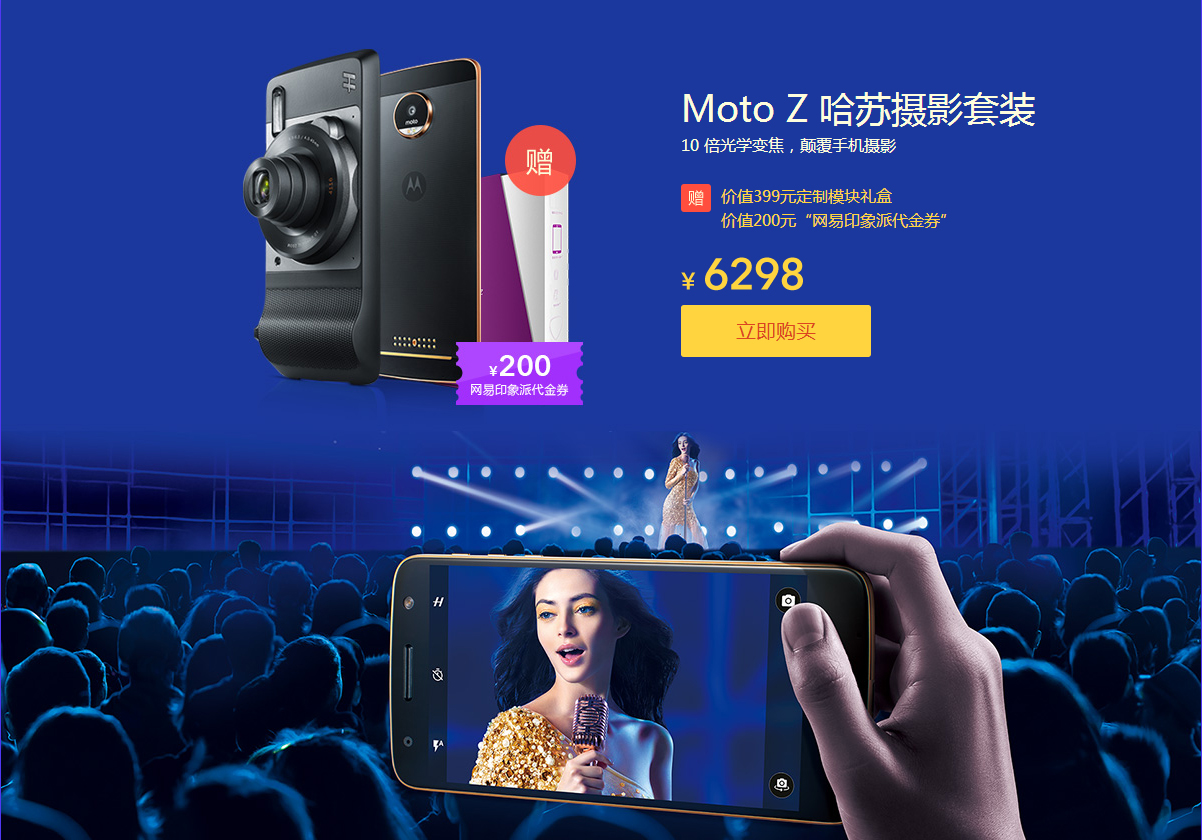 Moto Z 哈苏摄影套装
10 倍光学变焦，颠覆手机摄影
赠
赠 价值399元定制模块礼盒
价值200元“网易印象派代金券”
¥ 6298
立即购买
¥200
网易印象派代金券
moto
H